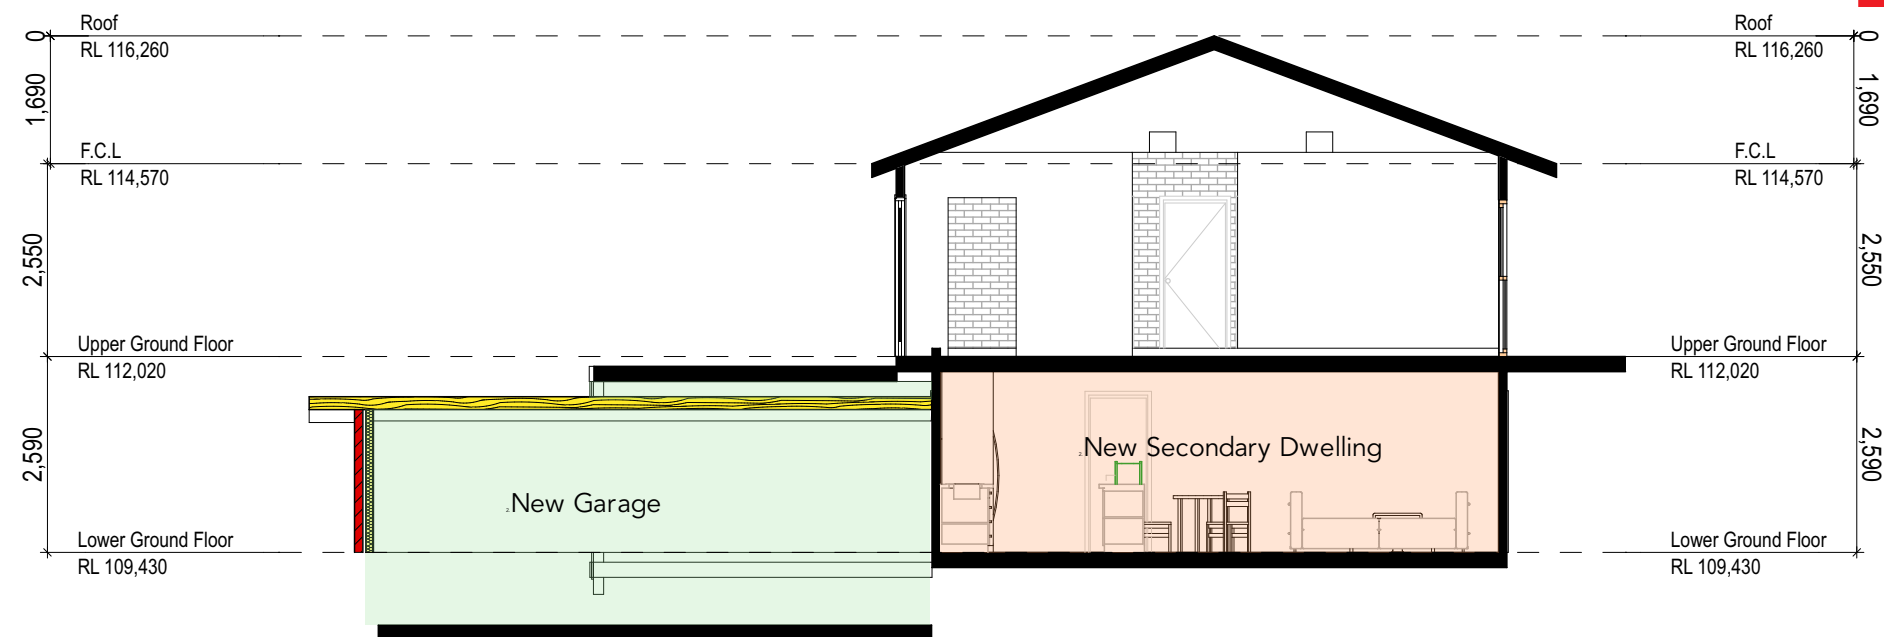 Roof
RL 116,260
0
1,690
F.C.L
RL 114,570
2,550
Upper Ground Floor
RL 112,020
2,590
Lower Ground Floor
RL 109,430
New Garage
New Secondary Dwelling
Roof
RL 116,260
0
1,690
F.C.L
RL 114,570
2,550
Upper Ground Floor
RL 112,020
2,590
Lower Ground Floor
RL 109,430